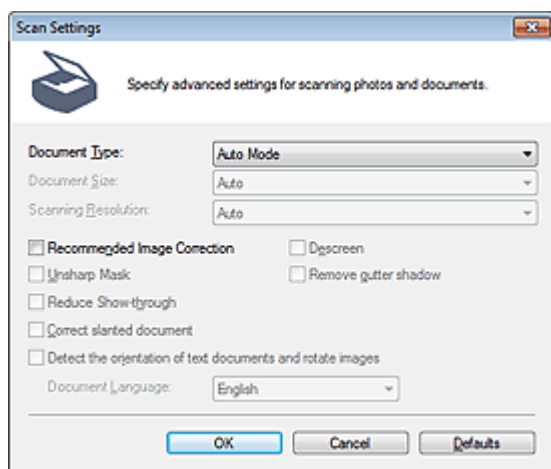 Scan Settings
Specify advanced settings for scanning photos and documents.
Document Type: Auto Mode
Document Size: Auto
Scanning Resolution: Auto
Recommended Image Correction Descreen
Unsharp Mask Remove gutter shadow
Reduce Show-through
Correct slanted document
Detect the orientation of text documents and rotate images
Document Language: English
OK Cancel Defaults